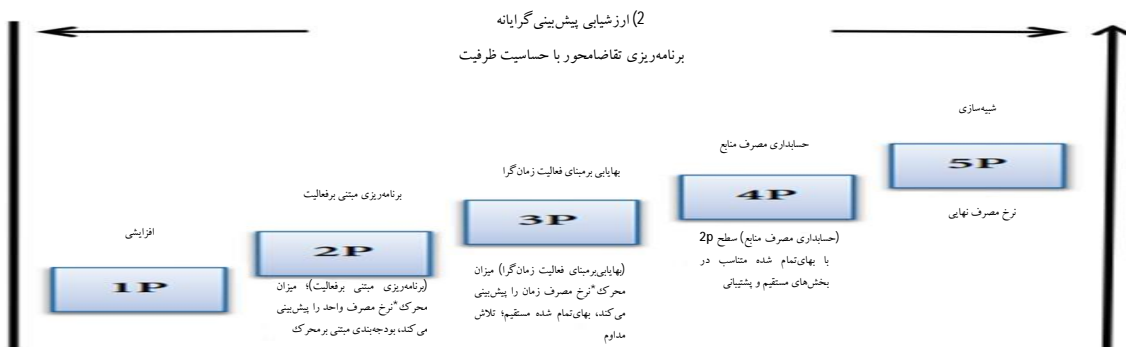 2) ارزشیابی پیش‌بینی‌گرایانه
برنامه‌ریزی تقاضامحور با حساسیت ظرفیت
شبیه‌سازی
5P
نرخ مصرف نهایی
حسابداری مصرف منابع
4P
(حسابداری مصرف منابع) سطح 2p
با بهای‌تمام شده متناسب در
بخش‌های مستقیم و پشتیبانی
بهایابی برمبنای فعالیت زمان‌گرا
3P
(بهایابی‌برمبنای فعالیت زمان‌گرا) میزان
محرک*نرخ مصرف زمان را پیش‌بینی
می‌کند، بهای‌تمام شده مستقیم؛ تلاش
مداوم
برنامه‌ریزی مبتنی برفعالیت
2P
(برنامه‌ریزی مبتنی برفعالیت)؛ میزان
محرک*نرخ مصرف واحد را پیش‌بینی
می‌کند، بودجه‌بندی مبتنی برمحرک
افزایشی
1P